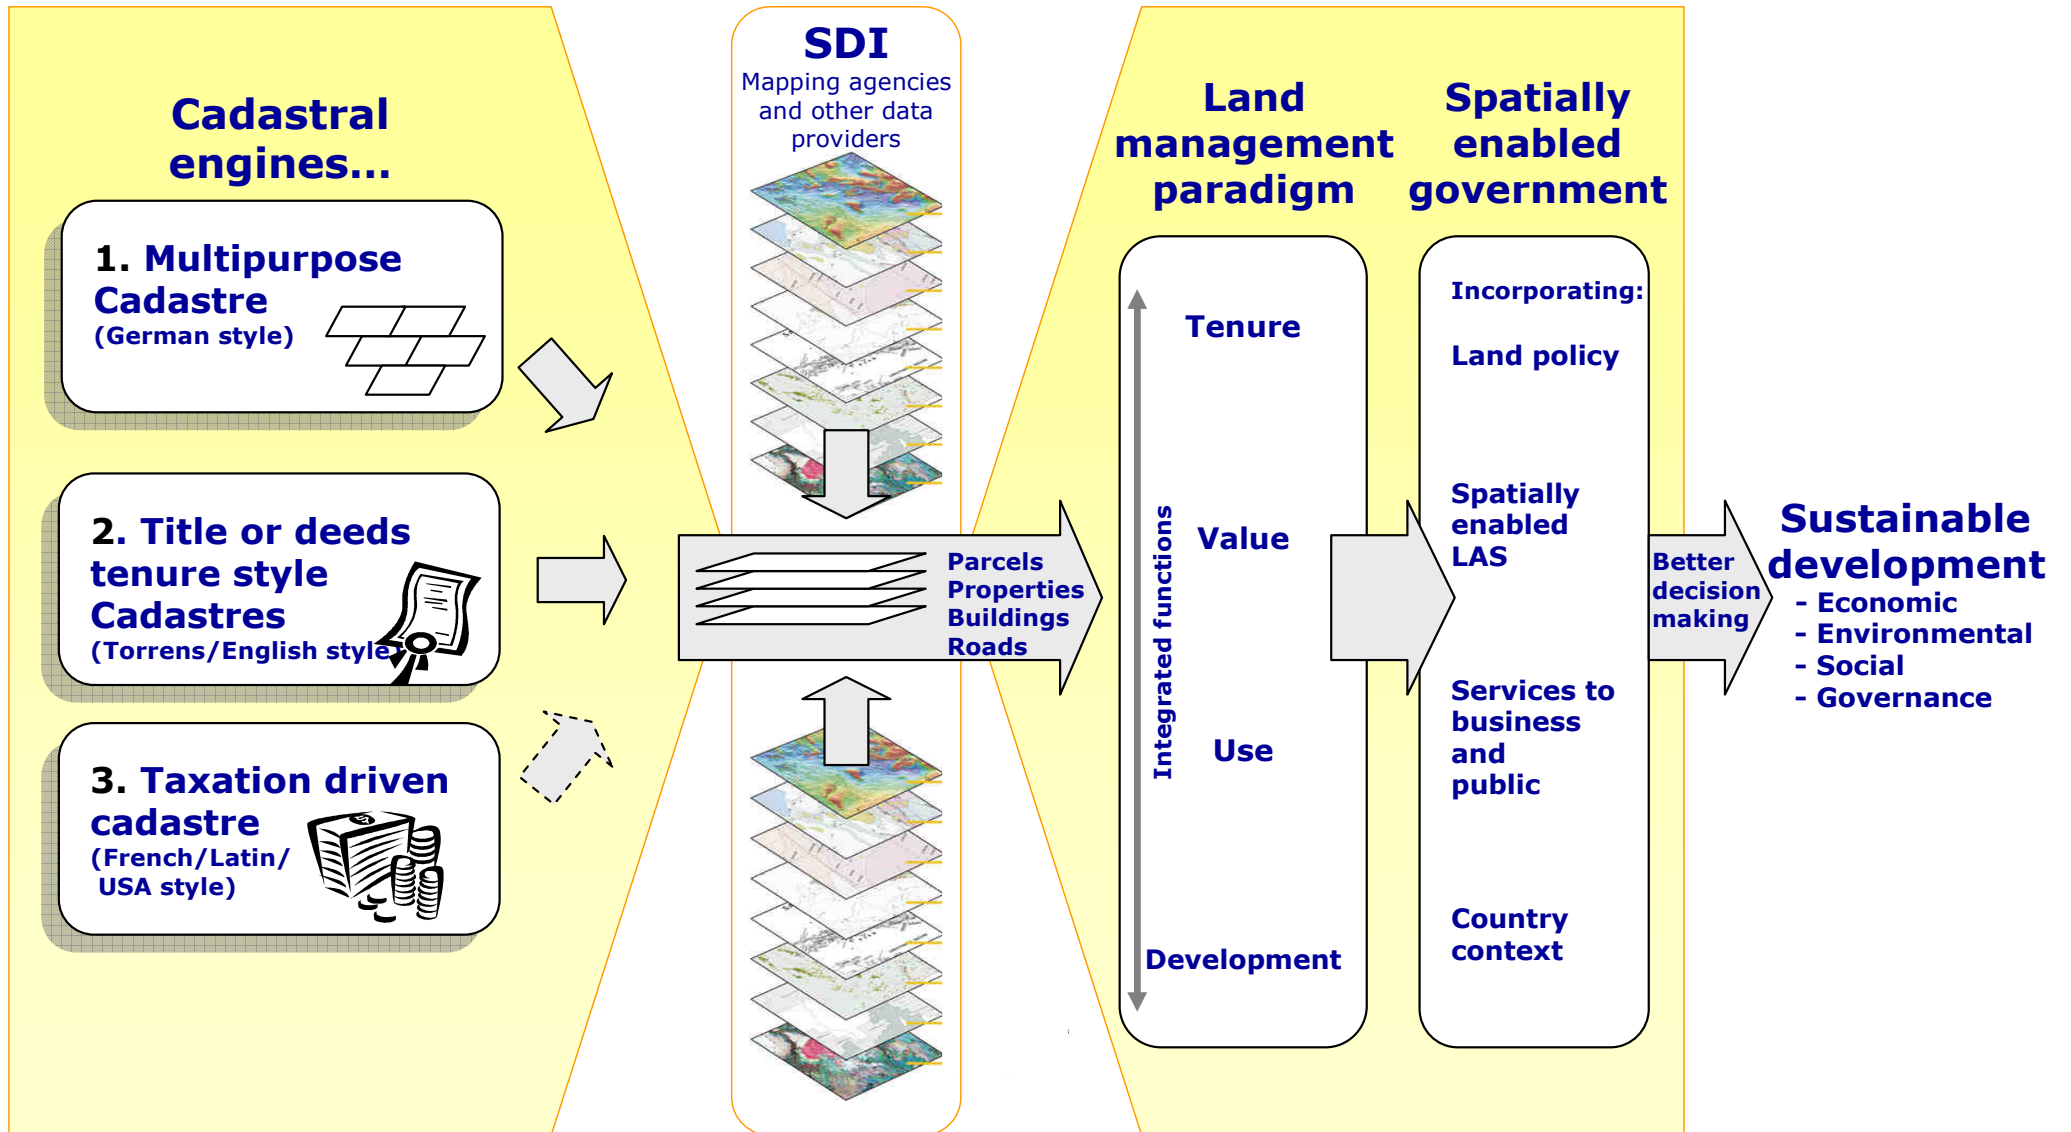 Cadastral
engines...
1. Multipurpose
Cadastre
(German style)
2. Title or deeds
tenure style
Cadastres
(Torrens/English style)
3. Taxation driven
cadastre
(French/Latin/
USA style)
SDI
Mapping agencies
and other data
providers
Parcels
Properties
Buildings
Roads
Land
management
paradigm
Integrated functions
Tenure
Value
Use
Development
Spatially
enabled
government
Incorporating:
Land policy
Spatially
enabled
LAS
Services to
business
and
public
Country
context
Better
decision
making
Sustainable
development
- Economic
- Environmental
- Social
- Governance